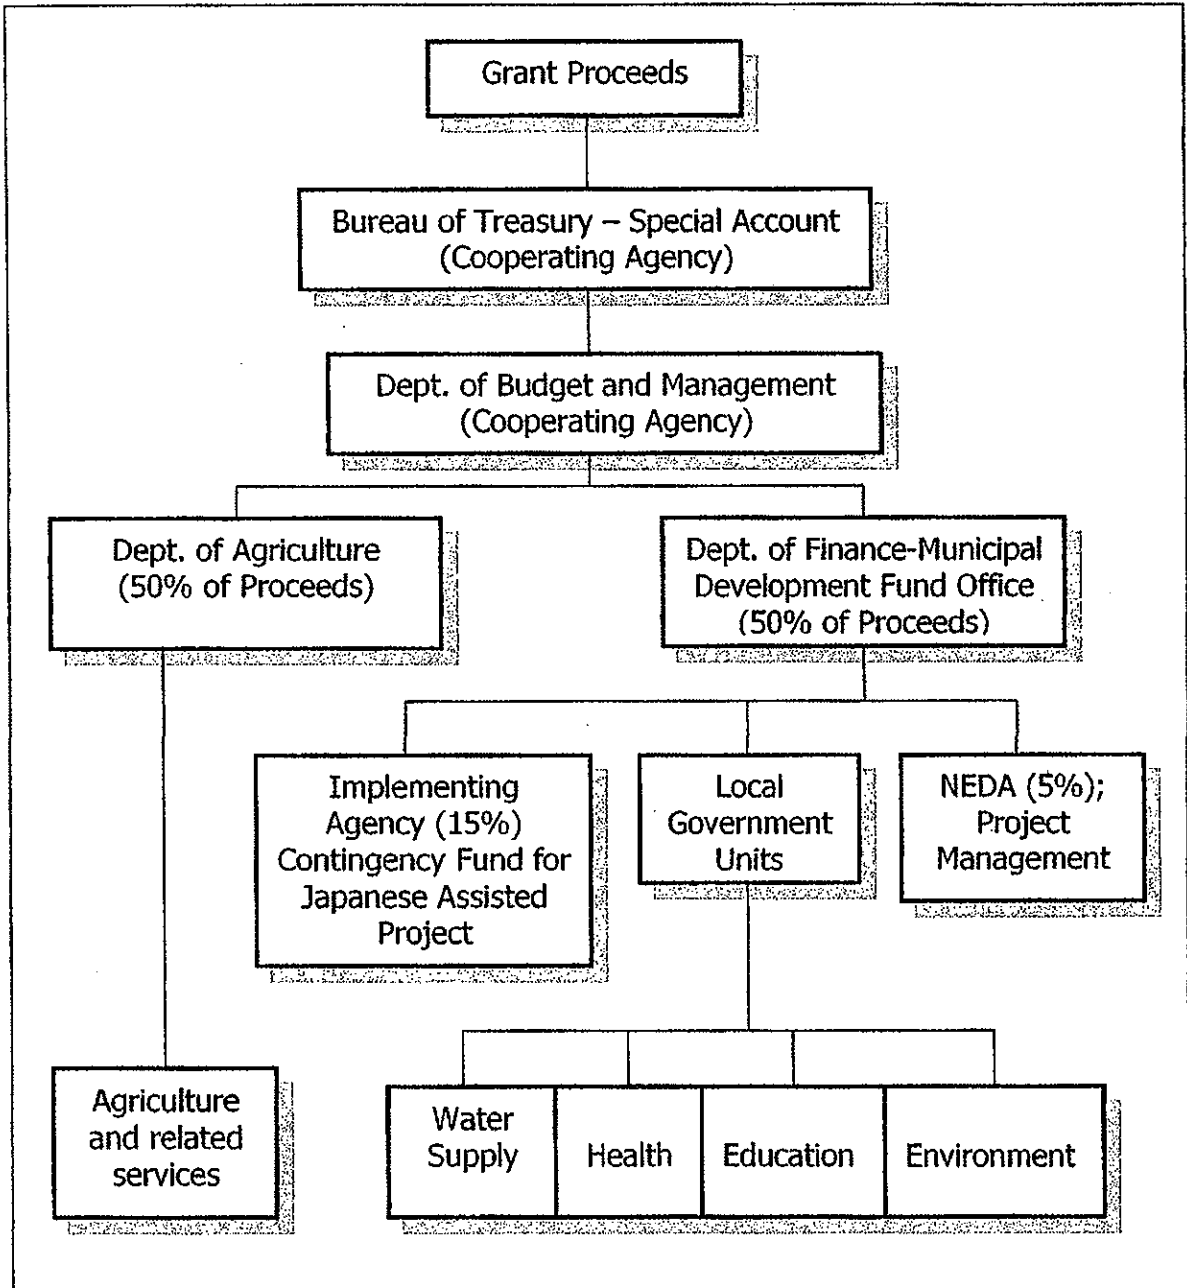 Grant Proceeds
Bureau of Treasury – Special Account
(Cooperating Agency)
Dept. of Budget and Management
(Cooperating Agency)
Dept. of Agriculture
(50% of Proceeds)
Dept. of Finance-Municipal
Development Fund Office
(50% of Proceeds)
Implementing
Agency (15%)
Contingency Fund for
Japanese Assisted
Project
Local
Government
Units
NEDA (5%);
Project
Management
Agriculture
and related
services
Water
Supply
Health
Education
Environment